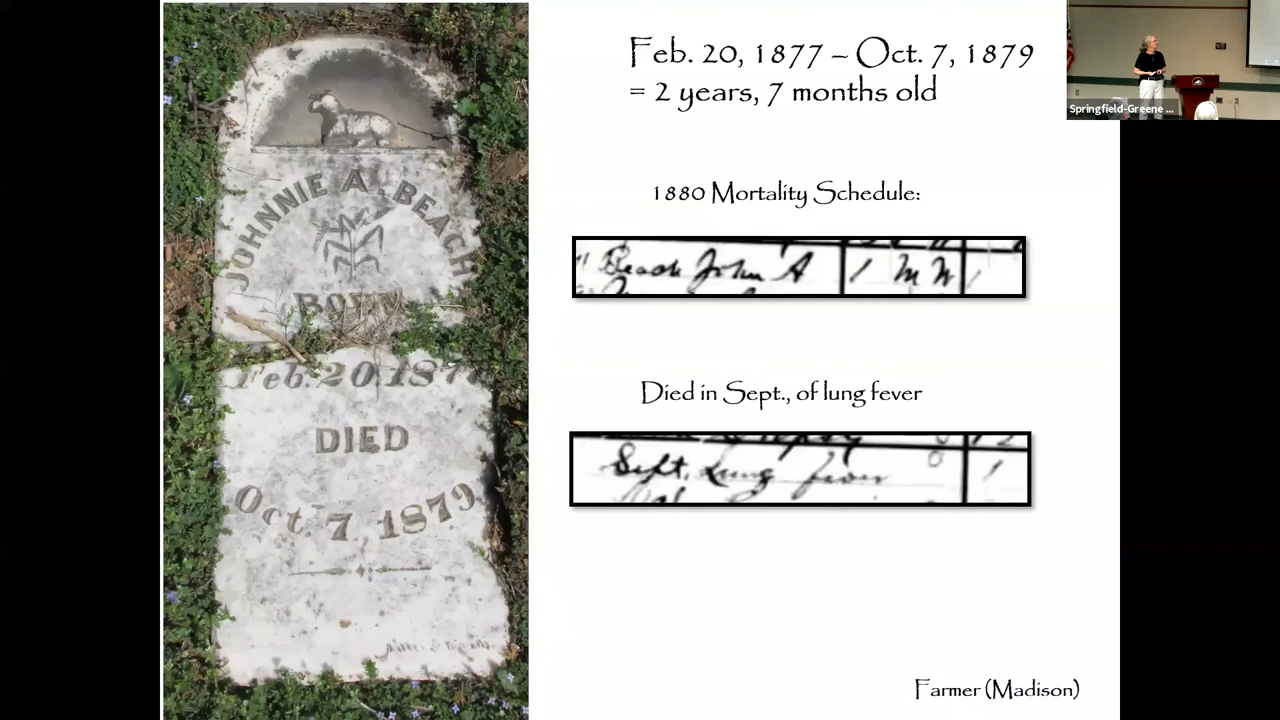 JOHNNIE A. BEACH
BORN
Feb. 20, 1877
DIED
Oct. 7, 1879
Feb. 20, 1877 – Oct. 7, 1879
= 2 years, 7 months old
1880 Mortality Schedule:
Beach John A 1 M W 1
Died in Sept., of lung fever
Sept. Lung fever 1
Farmer (Madison)
Springfield-Greene ...